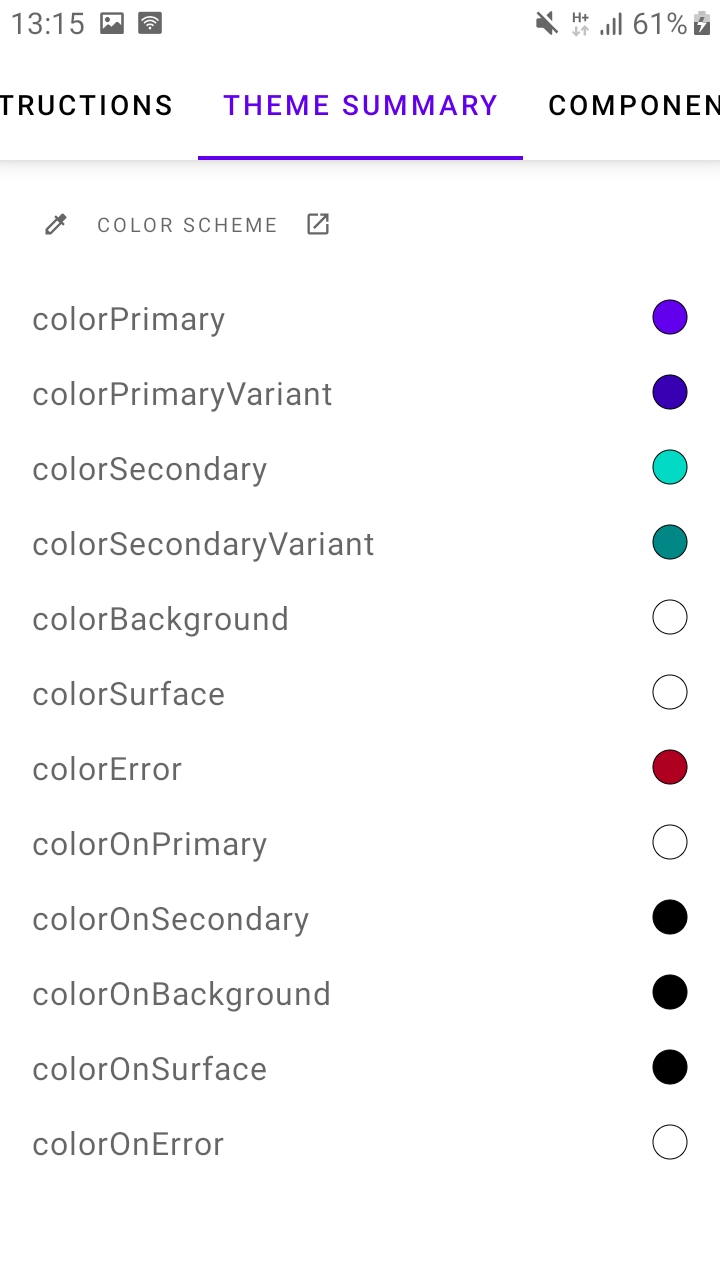 13:15 H+ 61%
TRUCTIONS THEME SUMMARY COMPONEN
COLOR SCHEME
colorPrimary
colorPrimaryVariant
colorSecondary
colorSecondaryVariant
colorBackground
colorSurface
colorError
colorOnPrimary
colorOnSecondary
colorOnBackground
colorOnSurface
colorOnError